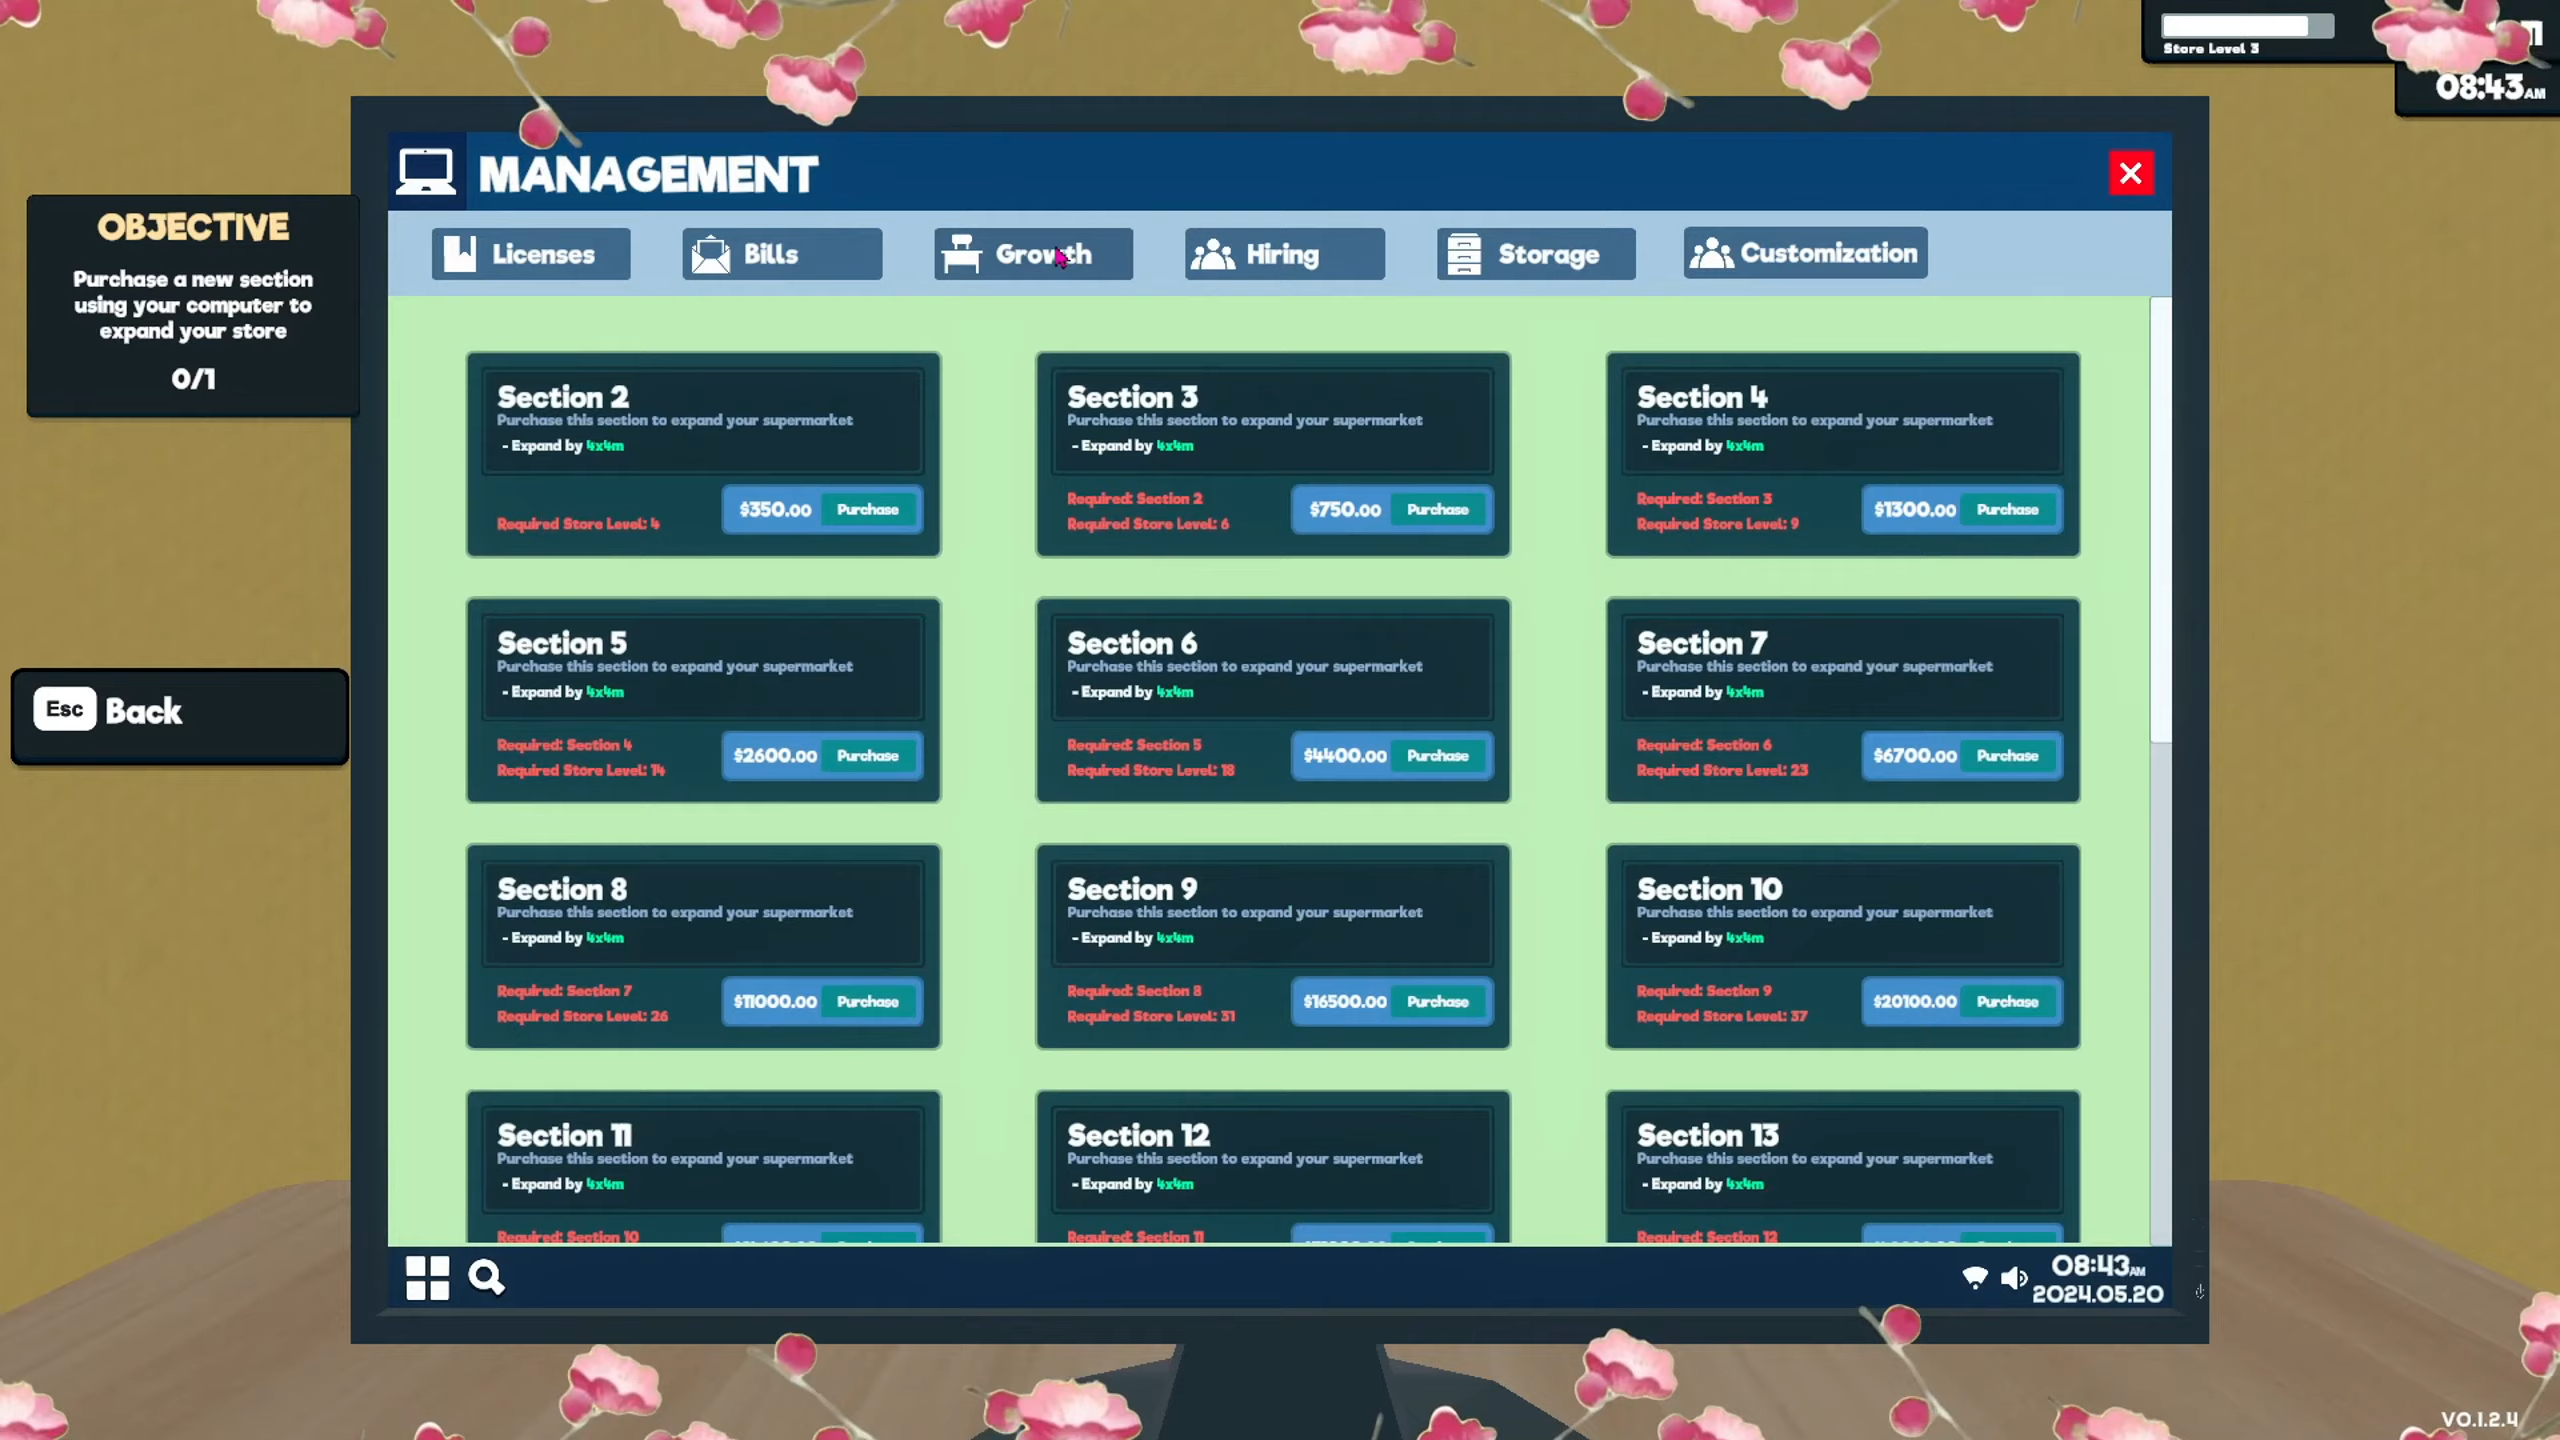 Store Level 3
08:43AM
MANAGEMENT
OBJECTIVE
Purchase a new section
using your computer to
expand your store
0/1
Esc Back
Licenses
Bills
Growth
Hiring
Storage
Customization
Section 2
Purchase this section to expand your supermarket
- Expand by 4x4m
Required Store Level: 4
$350.00 Purchase
Section 3
Purchase this section to expand your supermarket
- Expand by 4x4m
Required: Section 2
Required Store Level: 6
$750.00 Purchase
Section 4
Purchase this section to expand your supermarket
- Expand by 4x4m
Required: Section 3
Required Store Level: 9
$1300.00 Purchase
Section 5
Purchase this section to expand your supermarket
- Expand by 4x4m
Required: Section 4
Required Store Level: 14
$2600.00 Purchase
Section 6
Purchase this section to expand your supermarket
- Expand by 4x4m
Required: Section 5
Required Store Level: 18
$4400.00 Purchase
Section 7
Purchase this section to expand your supermarket
- Expand by 4x4m
Required: Section 6
Required Store Level: 23
$6700.00 Purchase
Section 8
Purchase this section to expand your supermarket
- Expand by 4x4m
Required: Section 7
Required Store Level: 26
$11000.00 Purchase
Section 9
Purchase this section to expand your supermarket
- Expand by 4x4m
Required: Section 8
Required Store Level: 31
$16500.00 Purchase
Section 10
Purchase this section to expand your supermarket
- Expand by 4x4m
Required: Section 9
Required Store Level: 37
$20100.00 Purchase
Section 11
Purchase this section to expand your supermarket
- Expand by 4x4m
Required: Section 10
Section 12
Purchase this section to expand your supermarket
- Expand by 4x4m
Required: Section 11
Section 13
Purchase this section to expand your supermarket
- Expand by 4x4m
Required: Section 12
08:43AM
2024.05.20
V0.1.2.4